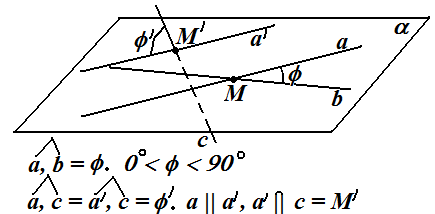 ϕ'
M'
a'
a
α
ϕ
M
b
c
a, b = ϕ. 0° < ϕ < 90°
a, c = a', c = ϕ'. a || a', a' ⋂ c = M'